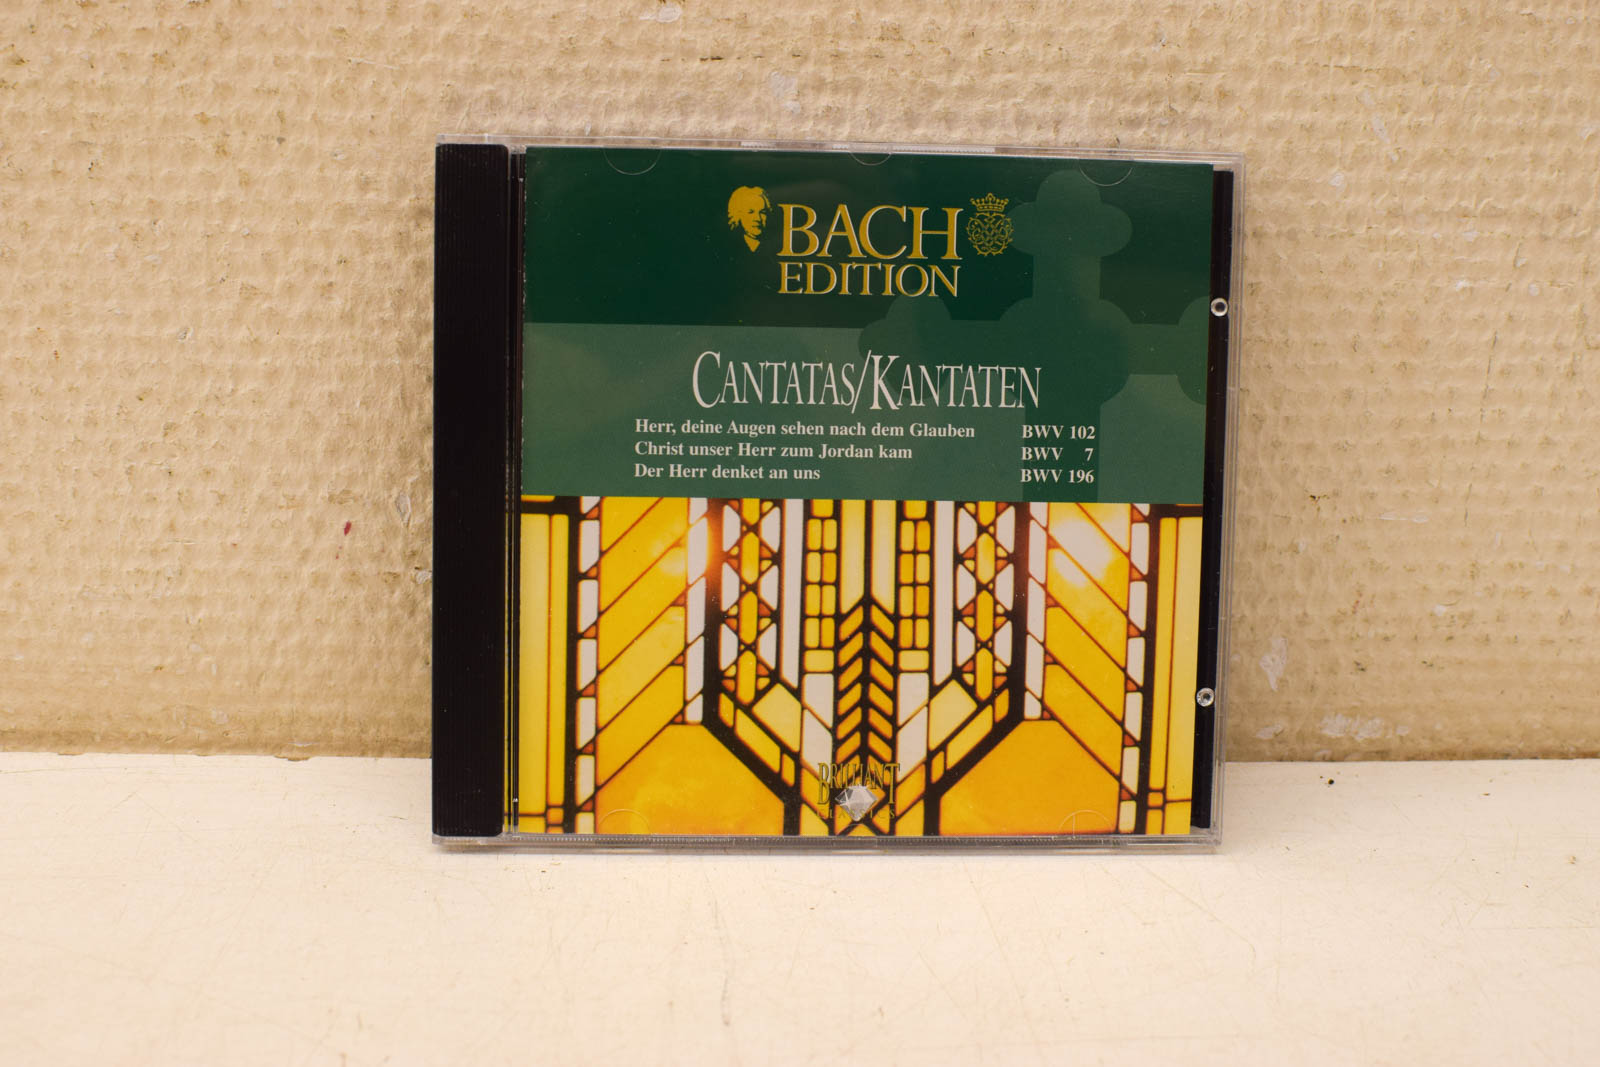 BACH
EDITION
CANTATAS/KANTATEN
Herr, deine Augen sehen nach dem Glauben BWV 102
Christ unser Herr zum Jordan kam BWV 7
Der Herr denket an uns BWV 196
BRILLIANT
CLASSICS